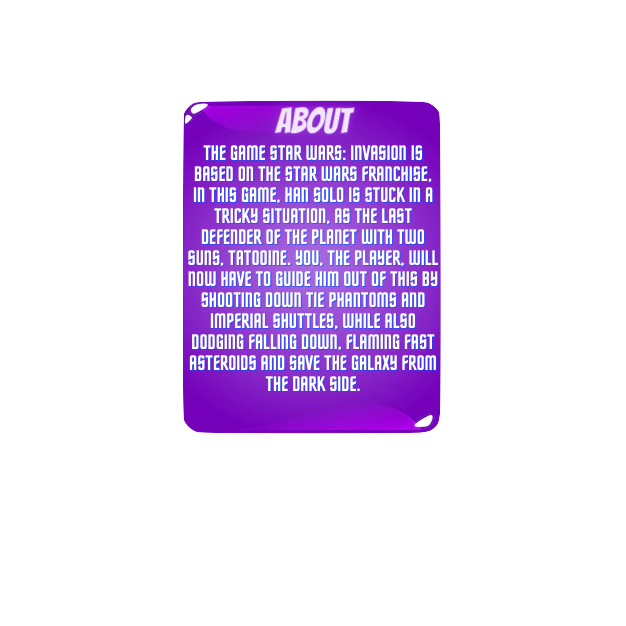 ABOUT
THE GAME STAR WARS: INVASION IS
BASED ON THE STAR WARS FRANCHISE,
IN THIS GAME, HAN SOLO IS STUCK IN A
TRICKY SITUATION, AS THE LAST
DEFENDER OF THE PLANET WITH TWO
SUNS, TATOOINE. YOU, THE PLAYER, WILL
NOW HAVE TO GUIDE HIM OUT OF THIS BY
SHOOTING DOWN TIE PHANTOMS AND
IMPERIAL SHUTTLES, WHILE ALSO
DODGING FALLING DOWN, FLAMING FAST
ASTEROIDS AND SAVE THE GALAXY FROM
THE DARK SIDE.